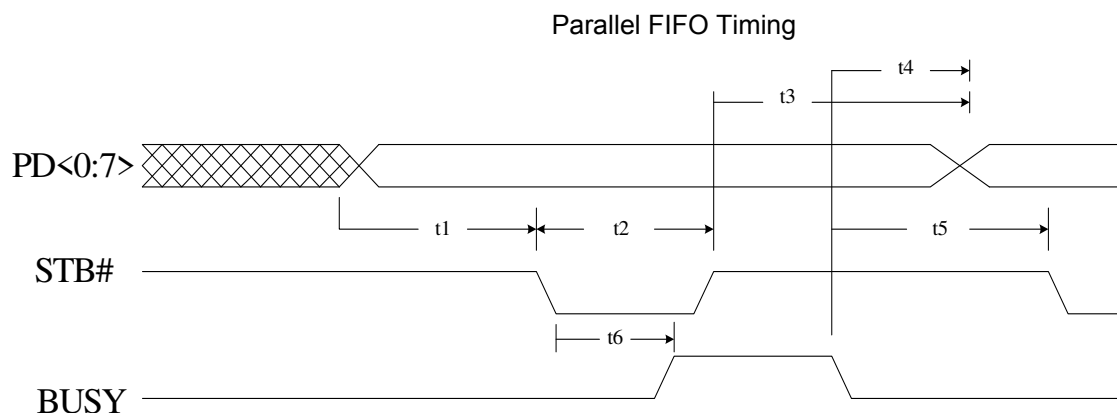 Parallel FIFO Timing
t4
t3
PD<0:7>
t1 t2 t5
STB#
t6
BUSY